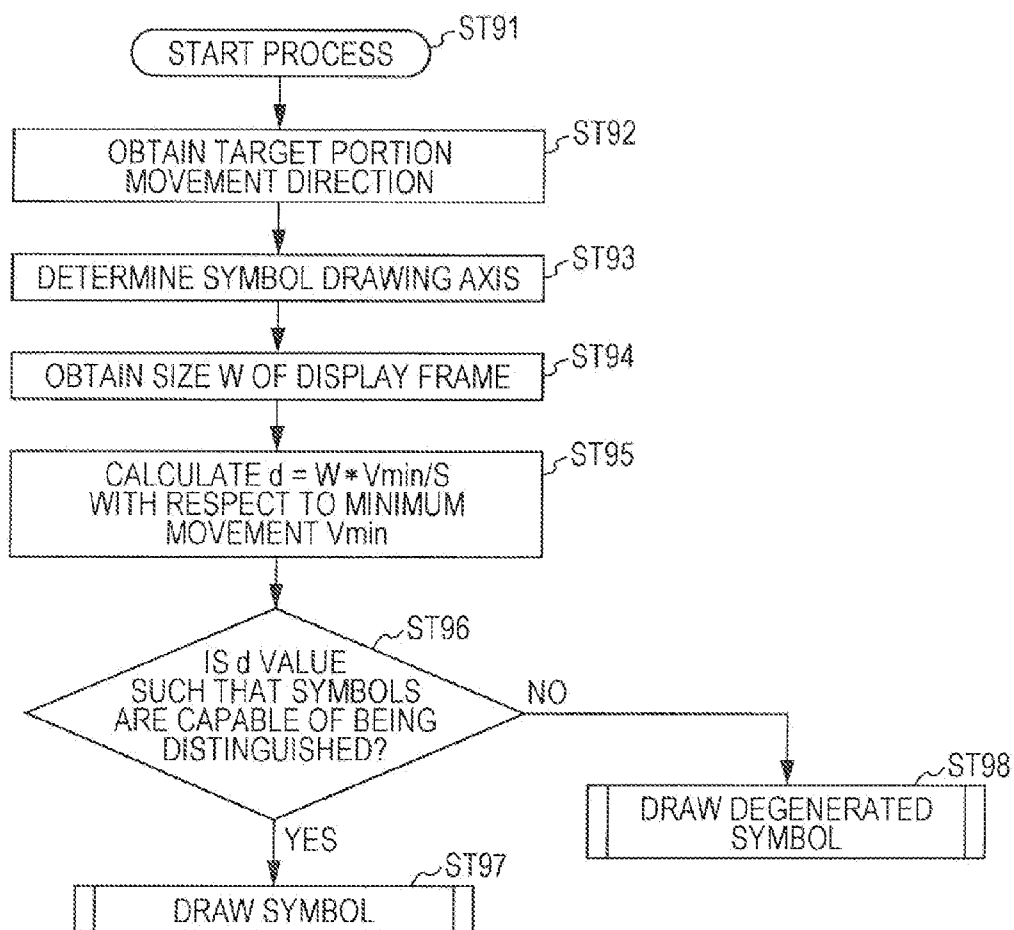 ST91
START PROCESS
ST92
OBTAIN TARGET PORTION
MOVEMENT DIRECTION
ST93
DETERMINE SYMBOL DRAWING AXIS
ST94
OBTAIN SIZE W OF DISPLAY FRAME
ST95
CALCULATE d = W * Vmin/S
WITH RESPECT TO MINIMUM
MOVEMENT Vmin
ST96
IS d VALUE
SUCH THAT SYMBOLS
ARE CAPABLE OF BEING
DISTINGUISHED?
NO
ST98
DRAW DEGENERATED
SYMBOL
YES
ST97
DRAW SYMBOL